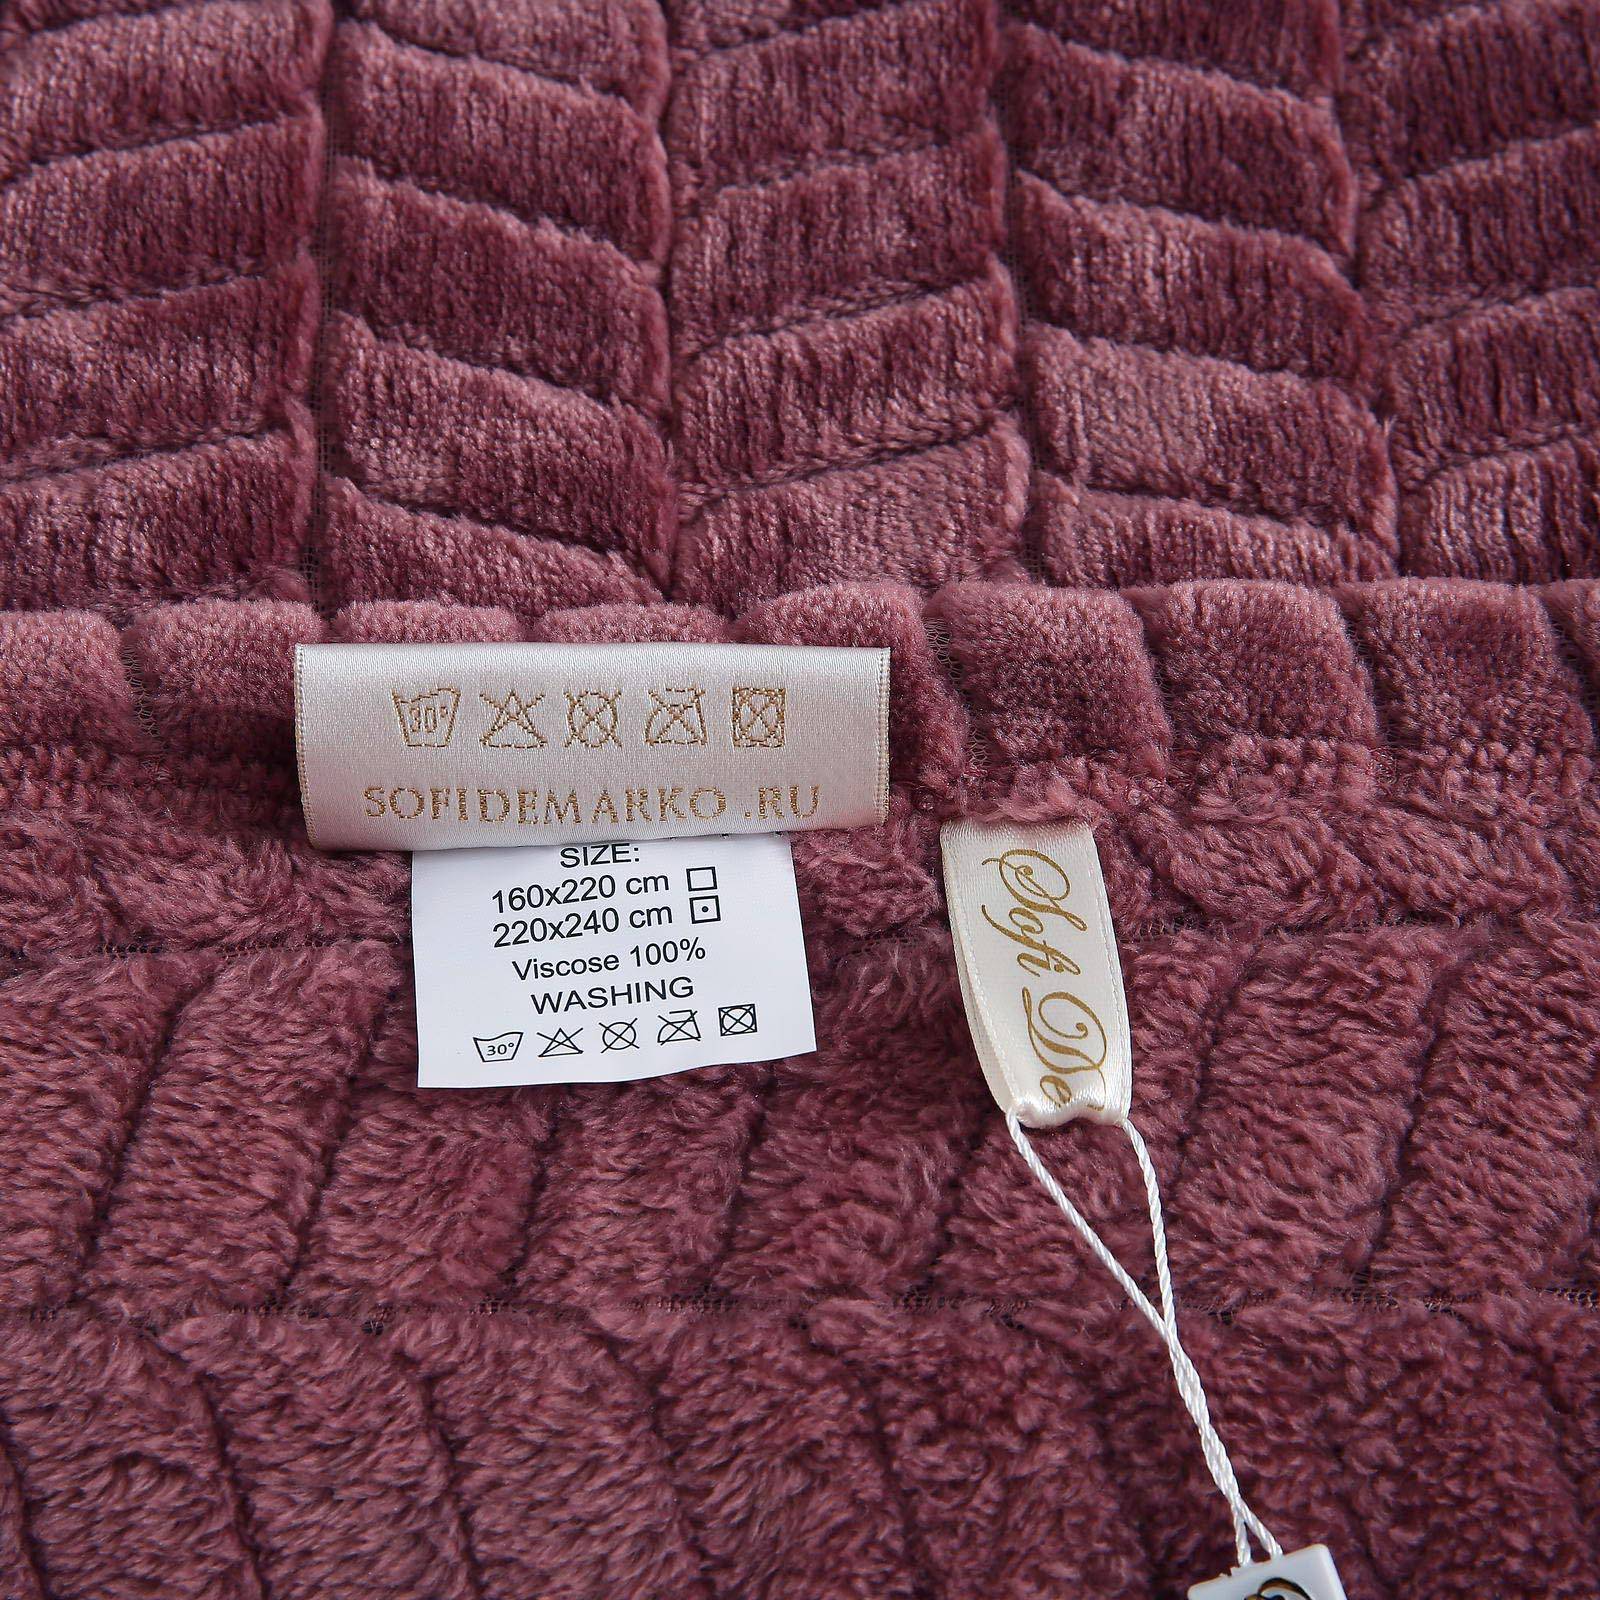 30°
SOFIDEMARKO.RU
SIZE:
160x220 cm
220x240 cm
Viscose 100%
WASHING
30°
Sofi De